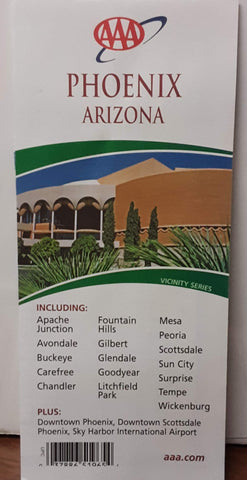 AAA
PHOENIX
ARIZONA
VICINITY SERIES
INCLUDING:
Apache
Junction
Avondale
Buckeye
Carefree
Chandler
Fountain
Hills
Gilbert
Glendale
Goodyear
Litchfield
Park
Mesa
Peoria
Scottsdale
Sun City
Surprise
Tempe
Wickenburg
PLUS:
Downtown Phoenix, Downtown Scottsdale
Phoenix, Sky Harbor International Airport
aaa.com